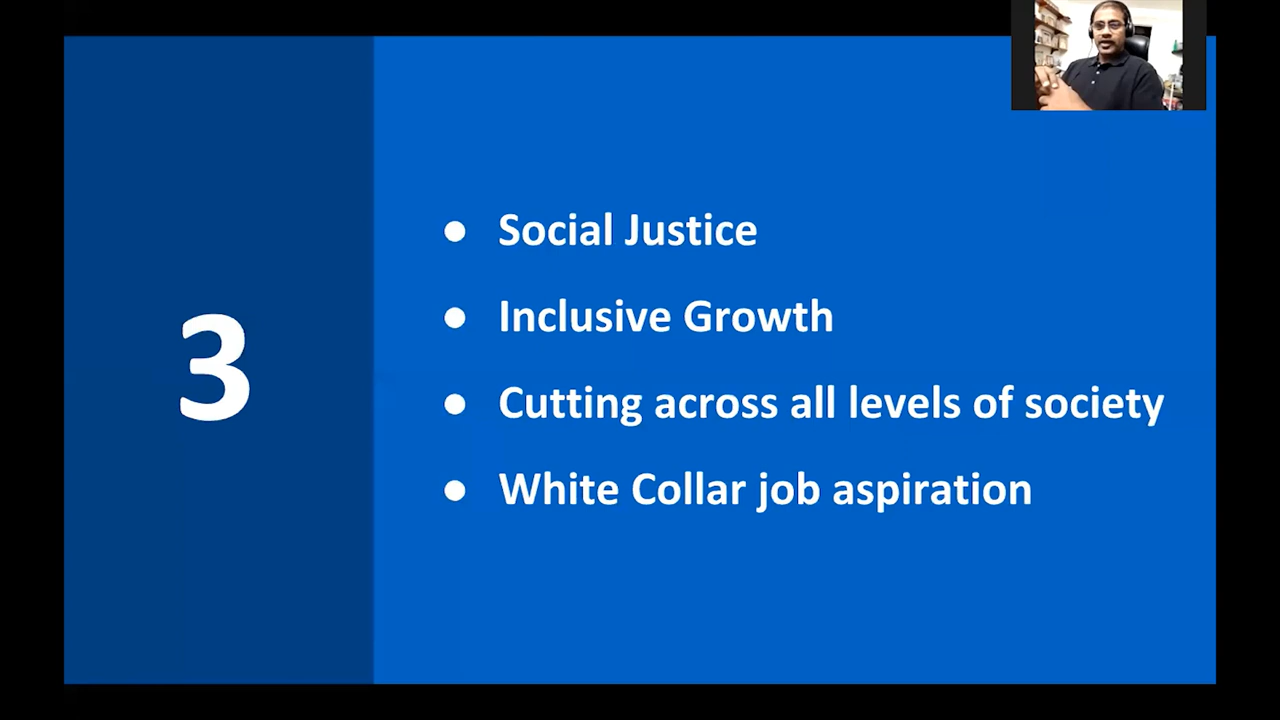 3
● Social Justice
● Inclusive Growth
● Cutting across all levels of society
● White Collar job aspiration